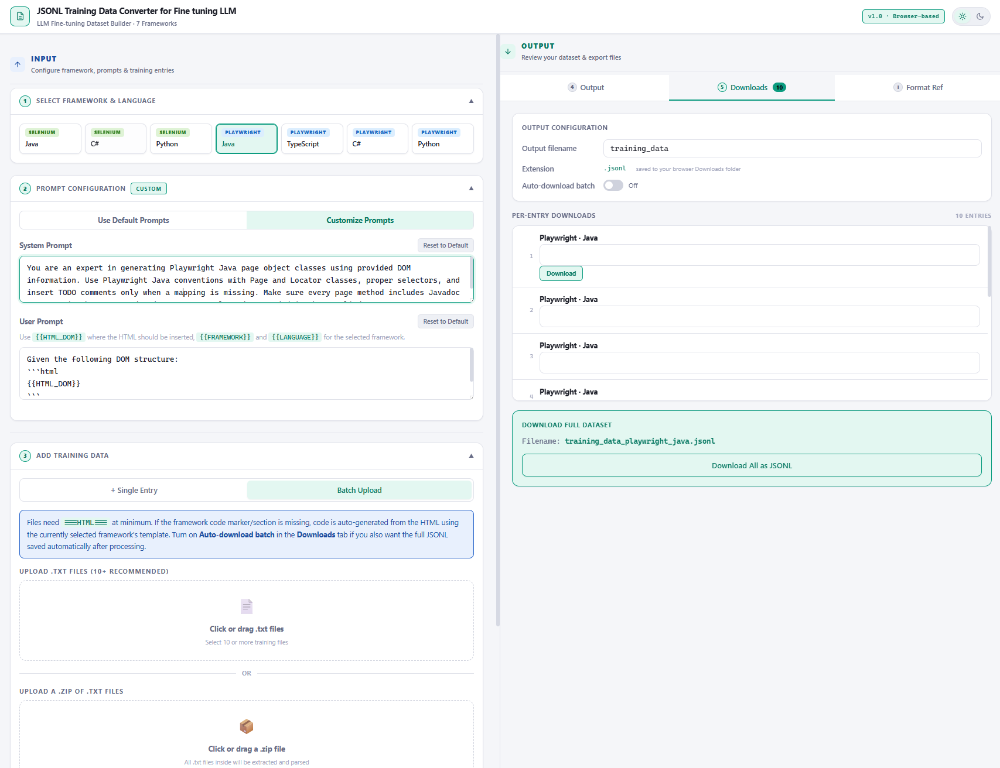 JSONL Training Data Converter for Fine tuning LLM
LLM Fine-tuning Dataset Builder · 7 Frameworks
v1.0 · Browser-based
INPUT
Configure framework, prompts & training entries
1 SELECT FRAMEWORK & LANGUAGE ▲
SELENIUM
Java
SELENIUM
C#
SELENIUM
Python
PLAYWRIGHT
Java
PLAYWRIGHT
TypeScript
PLAYWRIGHT
C#
PLAYWRIGHT
Python
2 PROMPT CONFIGURATION CUSTOM ▲
Use Default Prompts
Customize Prompts
System Prompt
Reset to Default
You are an expert in generating Playwright Java page object classes using provided DOM
information. Use Playwright Java conventions with Page and Locator classes, proper selectors, and
insert TODO comments only when a mapping is missing. Make sure every page method includes Javadoc
User Prompt
Reset to Default
Use {{HTML_DOM}} where the HTML should be inserted, {{FRAMEWORK}} and {{LANGUAGE}} for the selected framework.
Given the following DOM structure:
```html
{{HTML_DOM}}
```
3 ADD TRAINING DATA ▲
+ Single Entry
Batch Upload
Files need ===HTML=== at minimum. If the framework code marker/section is missing, code is auto-generated from the HTML using
the currently selected framework's template. Turn on Auto-download batch in the Downloads tab if you also want the full JSONL
saved automatically after processing.
UPLOAD .TXT FILES (10+ RECOMMENDED)
Click or drag .txt files
Select 10 or more training files
OR
UPLOAD A .ZIP OF .TXT FILES
Click or drag a .zip file
All .txt files inside will be extracted and parsed
OUTPUT
Review your dataset & export files
4 Output
5 Downloads 10
i Format Ref
OUTPUT CONFIGURATION
Output filename training_data
Extension .jsonl saved to your browser Downloads folder
Auto-download batch Off
PER-ENTRY DOWNLOADS
10 ENTRIES
Playwright · Java
1
Download
Playwright · Java
2
Playwright · Java
3
Playwright · Java
4
DOWNLOAD FULL DATASET
Filename: training_data_playwright_java.jsonl
Download All as JSONL